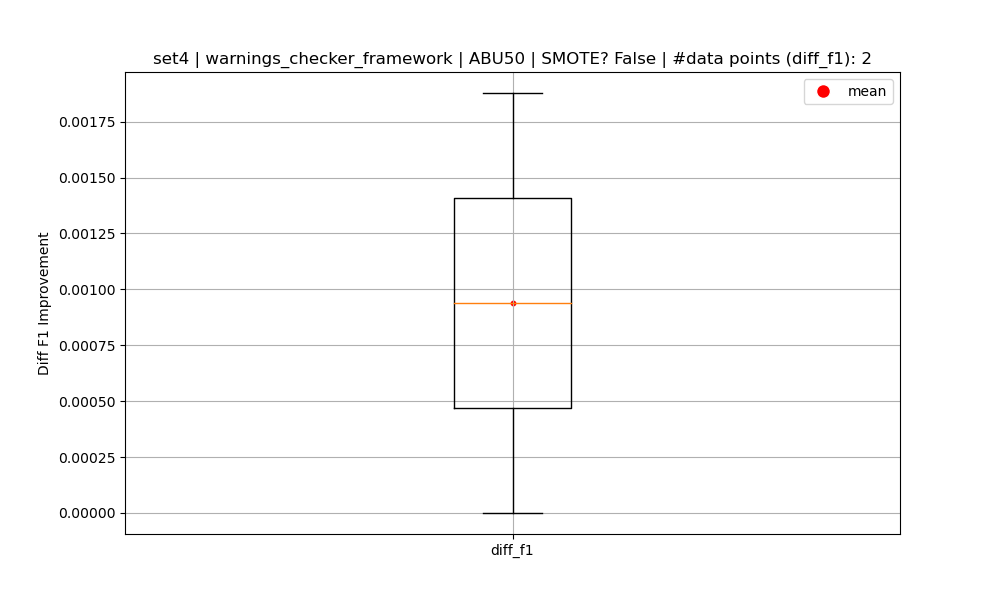 set4 | warnings_checker_framework | ABU50 | SMOTE? False | #data points (diff_f1): 2
mean
0.00175
0.00150
0.00125
0.00100
0.00075
0.00050
0.00025
0.00000
Diff F1 Improvement
diff_f1